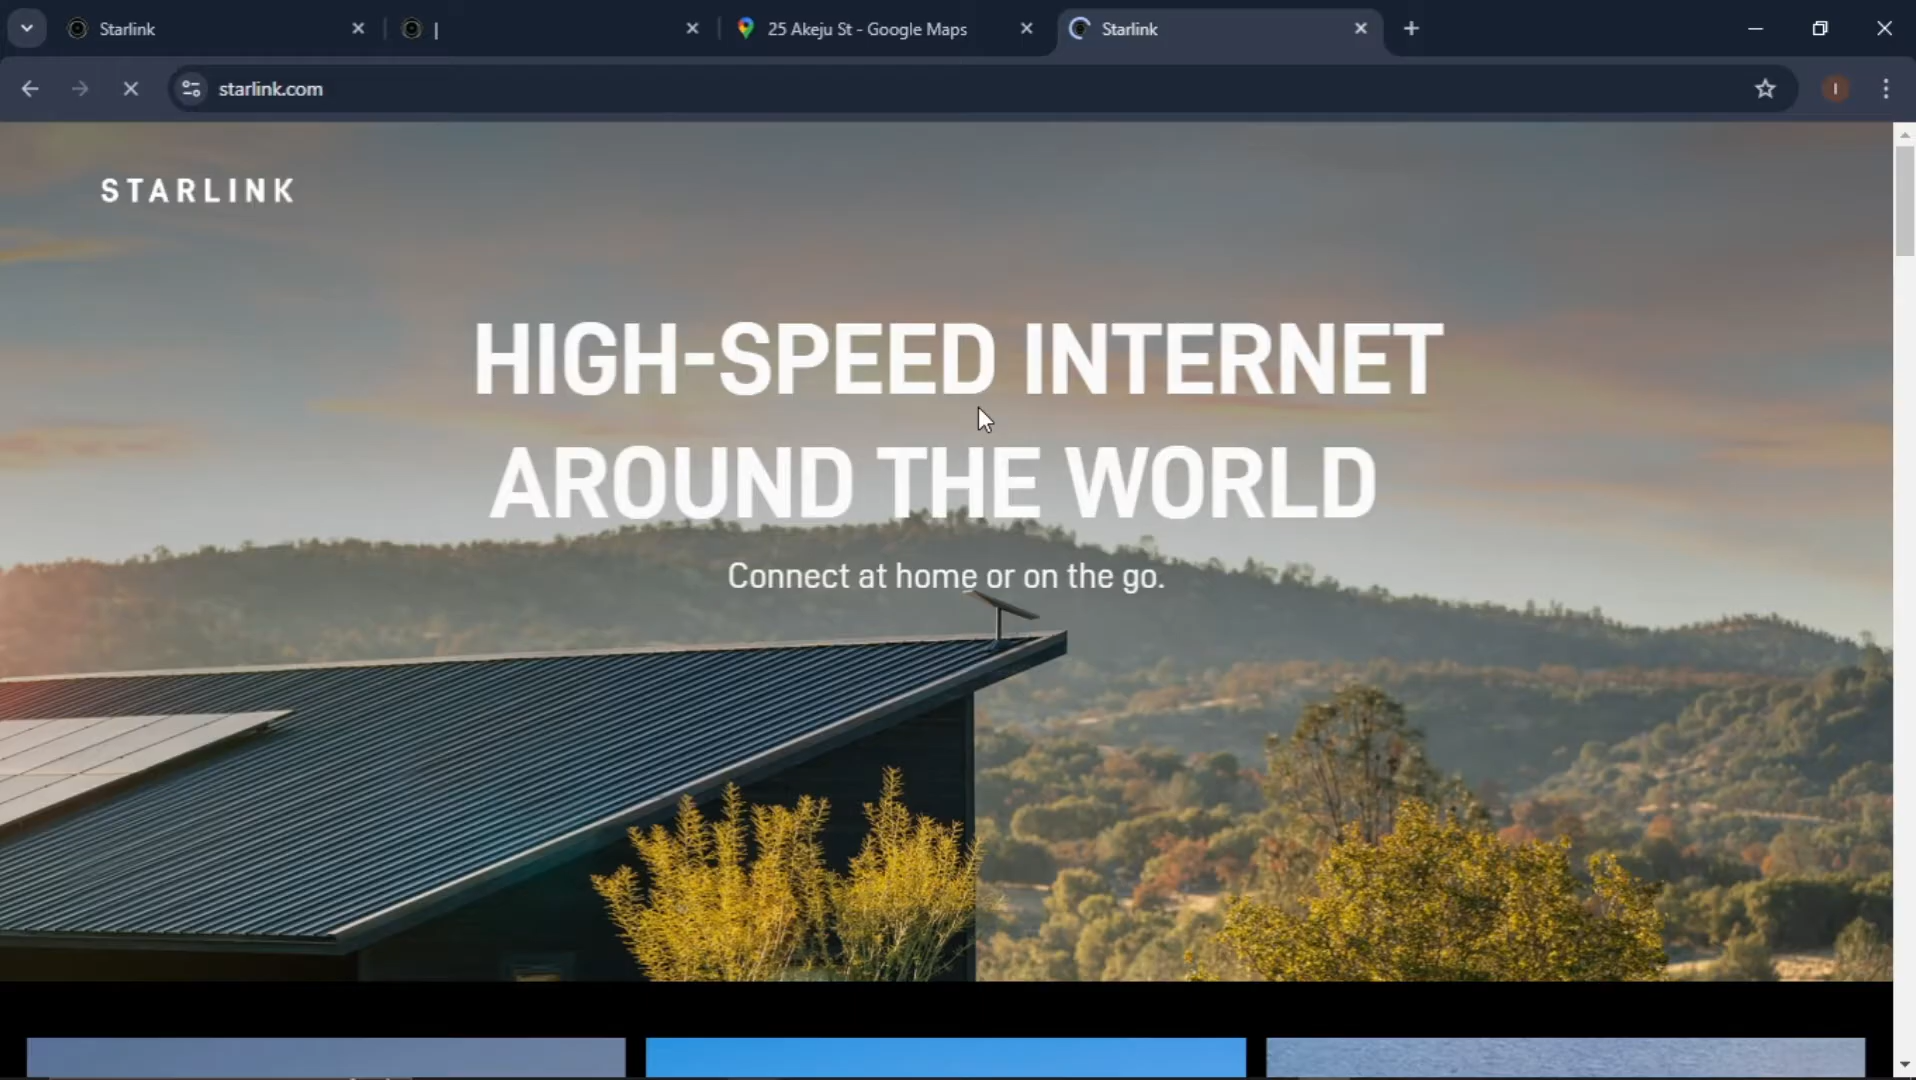 Starlink
|
25 Akeju St - Google Maps
Starlink
starlink.com
I
STARLINK
HIGH-SPEED INTERNET
AROUND THE WORLD
Connect at home or on the go.